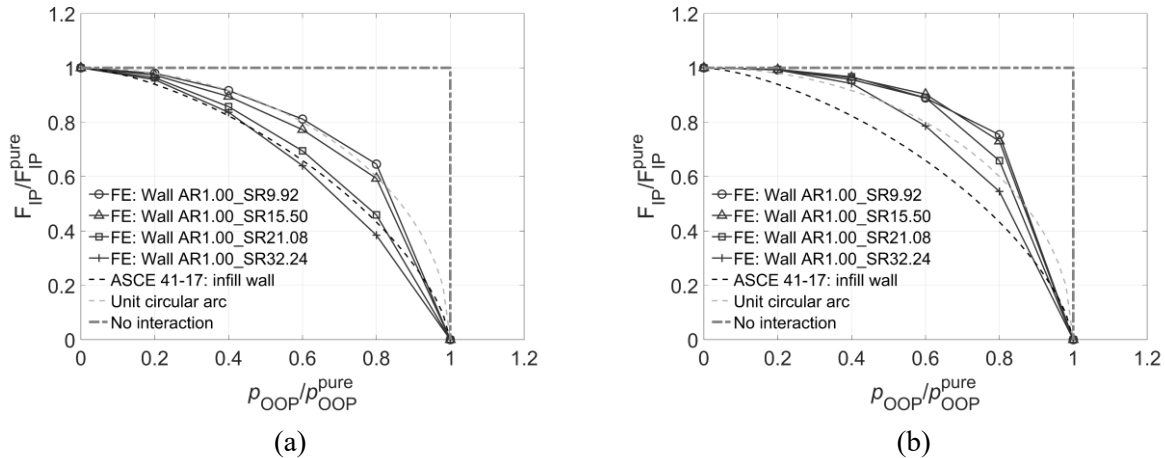 1.2
1
0.8
0.6
0.4
0.2
0
F_IP/F_IP^pure
FE: Wall AR1.00_SR9.92
FE: Wall AR1.00_SR15.50
FE: Wall AR1.00_SR21.08
FE: Wall AR1.00_SR32.24
ASCE 41-17: infill wall
Unit circular arc
No interaction
0 0.2 0.4 0.6 0.8 1 1.2
p_OOP/p_OOP^pure
(a)
1.2
1
0.8
0.6
0.4
0.2
0
F_IP/F_IP^pure
FE: Wall AR1.00_SR9.92
FE: Wall AR1.00_SR15.50
FE: Wall AR1.00_SR21.08
FE: Wall AR1.00_SR32.24
ASCE 41-17: infill wall
Unit circular arc
No interaction
0 0.2 0.4 0.6 0.8 1 1.2
p_OOP/p_OOP^pure
(b)